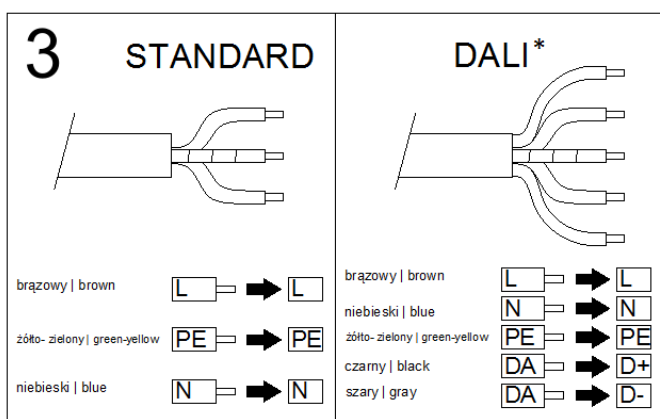 3 STANDARD
brązowy | brown L L
żółto- zielony | green-yellow PE PE
niebieski | blue N N
DALI*
brązowy | brown L L
niebieski | blue N N
żółto- zielony | green-yellow PE PE
czarny | black DA D+
szary | gray DA D-